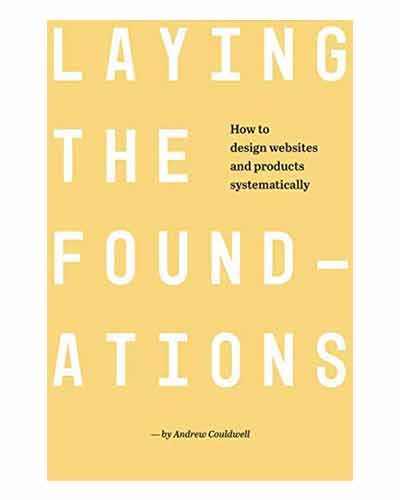 LAYING
THE
How to
design websites
and products
systematically
FOUND–
ATIONS
— by Andrew Couldwell